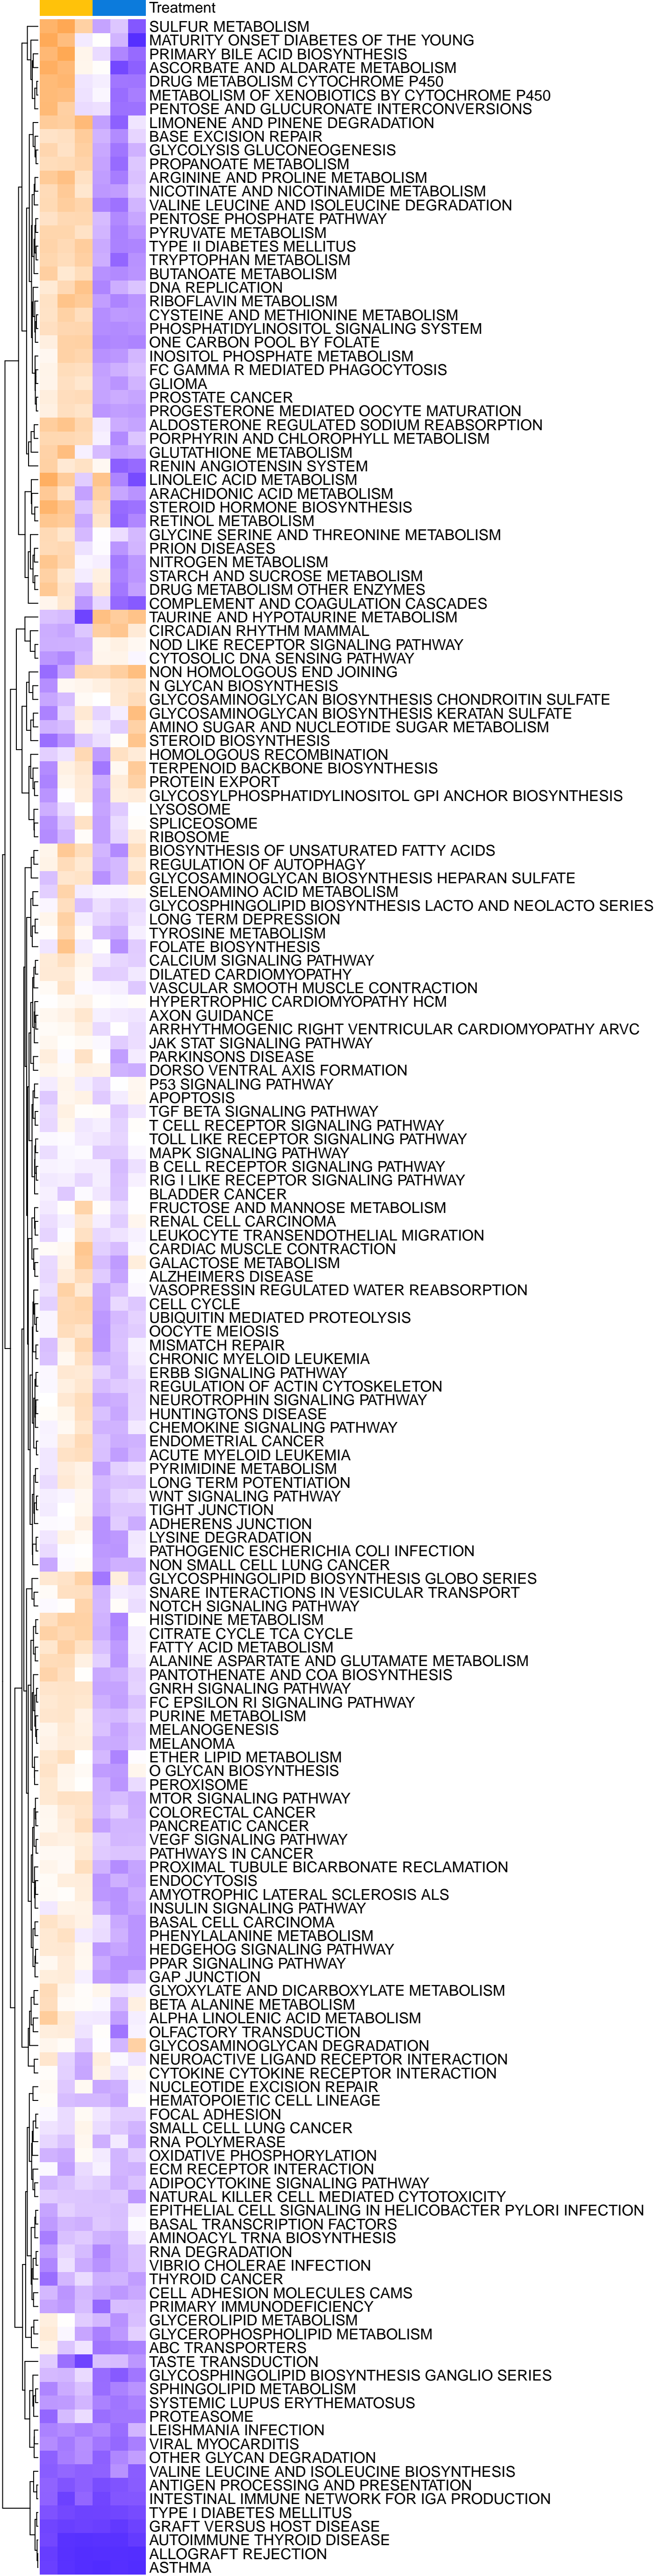 Treatment
SULFUR METABOLISM
MATURITY ONSET DIABETES OF THE YOUNG
PRIMARY BILE ACID BIOSYNTHESIS
ASCORBATE AND ALDARATE METABOLISM
DRUG METABOLISM CYTOCHROME P450
METABOLISM OF XENOBIOTICS BY CYTOCHROME P450
PENTOSE AND GLUCURONATE INTERCONVERSIONS
LIMONENE AND PINENE DEGRADATION
BASE EXCISION REPAIR
GLYCOLYSIS GLUCONEOGENESIS
PROPANOATE METABOLISM
ARGININE AND PROLINE METABOLISM
NICOTINATE AND NICOTINAMIDE METABOLISM
VALINE LEUCINE AND ISOLEUCINE DEGRADATION
PENTOSE PHOSPHATE PATHWAY
PYRUVATE METABOLISM
TYPE II DIABETES MELLITUS
TRYPTOPHAN METABOLISM
BUTANOATE METABOLISM
DNA REPLICATION
RIBOFLAVIN METABOLISM
CYSTEINE AND METHIONINE METABOLISM
PHOSPHATIDYLINOSITOL SIGNALING SYSTEM
ONE CARBON POOL BY FOLATE
INOSITOL PHOSPHATE METABOLISM
FC GAMMA R MEDIATED PHAGOCYTOSIS
GLIOMA
PROSTATE CANCER
PROGESTERONE MEDIATED OOCYTE MATURATION
ALDOSTERONE REGULATED SODIUM REABSORPTION
PORPHYRIN AND CHLOROPHYLL METABOLISM
GLUTATHIONE METABOLISM
RENIN ANGIOTENSIN SYSTEM
LINOLEIC ACID METABOLISM
ARACHIDONIC ACID METABOLISM
STEROID HORMONE BIOSYNTHESIS
RETINOL METABOLISM
GLYCINE SERINE AND THREONINE METABOLISM
PRION DISEASES
NITROGEN METABOLISM
STARCH AND SUCROSE METABOLISM
DRUG METABOLISM OTHER ENZYMES
COMPLEMENT AND COAGULATION CASCADES
TAURINE AND HYPOTAURINE METABOLISM
CIRCADIAN RHYTHM MAMMAL
NOD LIKE RECEPTOR SIGNALING PATHWAY
CYTOSOLIC DNA SENSING PATHWAY
NON HOMOLOGOUS END JOINING
N GLYCAN BIOSYNTHESIS
GLYCOSAMINOGLYCAN BIOSYNTHESIS CHONDROITIN SULFATE
GLYCOSAMINOGLYCAN BIOSYNTHESIS KERATAN SULFATE
AMINO SUGAR AND NUCLEOTIDE SUGAR METABOLISM
STEROID BIOSYNTHESIS
HOMOLOGOUS RECOMBINATION
TERPENOID BACKBONE BIOSYNTHESIS
PROTEIN EXPORT
GLYCOSYLPHOSPHATIDYLINOSITOL GPI ANCHOR BIOSYNTHESIS
LYSOSOME
SPLICEOSOME
RIBOSOME
BIOSYNTHESIS OF UNSATURATED FATTY ACIDS
REGULATION OF AUTOPHAGY
GLYCOSAMINOGLYCAN BIOSYNTHESIS HEPARAN SULFATE
SELENOAMINO ACID METABOLISM
GLYCOSPHINGOLIPID BIOSYNTHESIS LACTO AND NEOLACTO SERIES
LONG TERM DEPRESSION
TYROSINE METABOLISM
FOLATE BIOSYNTHESIS
CALCIUM SIGNALING PATHWAY
DILATED CARDIOMYOPATHY
VASCULAR SMOOTH MUSCLE CONTRACTION
HYPERTROPHIC CARDIOMYOPATHY HCM
AXON GUIDANCE
ARRHYTHMOGENIC RIGHT VENTRICULAR CARDIOMYOPATHY ARVC
JAK STAT SIGNALING PATHWAY
PARKINSONS DISEASE
DORSO VENTRAL AXIS FORMATION
P53 SIGNALING PATHWAY
APOPTOSIS
TGF BETA SIGNALING PATHWAY
T CELL RECEPTOR SIGNALING PATHWAY
TOLL LIKE RECEPTOR SIGNALING PATHWAY
MAPK SIGNALING PATHWAY
B CELL RECEPTOR SIGNALING PATHWAY
RIG I LIKE RECEPTOR SIGNALING PATHWAY
BLADDER CANCER
FRUCTOSE AND MANNOSE METABOLISM
RENAL CELL CARCINOMA
LEUKOCYTE TRANSENDOTHELIAL MIGRATION
CARDIAC MUSCLE CONTRACTION
GALACTOSE METABOLISM
ALZHEIMERS DISEASE
VASOPRESSIN REGULATED WATER REABSORPTION
CELL CYCLE
UBIQUITIN MEDIATED PROTEOLYSIS
OOCYTE MEIOSIS
MISMATCH REPAIR
CHRONIC MYELOID LEUKEMIA
ERBB SIGNALING PATHWAY
REGULATION OF ACTIN CYTOSKELETON
NEUROTROPHIN SIGNALING PATHWAY
HUNTINGTONS DISEASE
CHEMOKINE SIGNALING PATHWAY
ENDOMETRIAL CANCER
ACUTE MYELOID LEUKEMIA
PYRIMIDINE METABOLISM
LONG TERM POTENTIATION
WNT SIGNALING PATHWAY
TIGHT JUNCTION
ADHERENS JUNCTION
LYSINE DEGRADATION
PATHOGENIC ESCHERICHIA COLI INFECTION
NON SMALL CELL LUNG CANCER
GLYCOSPHINGOLIPID BIOSYNTHESIS GLOBO SERIES
SNARE INTERACTIONS IN VESICULAR TRANSPORT
NOTCH SIGNALING PATHWAY
HISTIDINE METABOLISM
CITRATE CYCLE TCA CYCLE
FATTY ACID METABOLISM
ALANINE ASPARTATE AND GLUTAMATE METABOLISM
PANTOTHENATE AND COA BIOSYNTHESIS
GNRH SIGNALING PATHWAY
FC EPSILON RI SIGNALING PATHWAY
PURINE METABOLISM
MELANOGENESIS
MELANOMA
ETHER LIPID METABOLISM
O GLYCAN BIOSYNTHESIS
PEROXISOME
MTOR SIGNALING PATHWAY
COLORECTAL CANCER
PANCREATIC CANCER
VEGF SIGNALING PATHWAY
PATHWAYS IN CANCER
PROXIMAL TUBULE BICARBONATE RECLAMATION
ENDOCYTOSIS
AMYOTROPHIC LATERAL SCLEROSIS ALS
INSULIN SIGNALING PATHWAY
BASAL CELL CARCINOMA
PHENYLALANINE METABOLISM
HEDGEHOG SIGNALING PATHWAY
PPAR SIGNALING PATHWAY
GAP JUNCTION
GLYOXYLATE AND DICARBOXYLATE METABOLISM
BETA ALANINE METABOLISM
ALPHA LINOLENIC ACID METABOLISM
OLFACTORY TRANSDUCTION
GLYCOSAMINOGLYCAN DEGRADATION
NEUROACTIVE LIGAND RECEPTOR INTERACTION
CYTOKINE CYTOKINE RECEPTOR INTERACTION
NUCLEOTIDE EXCISION REPAIR
HEMATOPOIETIC CELL LINEAGE
FOCAL ADHESION
SMALL CELL LUNG CANCER
RNA POLYMERASE
OXIDATIVE PHOSPHORYLATION
ECM RECEPTOR INTERACTION
ADIPOCYTOKINE SIGNALING PATHWAY
NATURAL KILLER CELL MEDIATED CYTOTOXICITY
EPITHELIAL CELL SIGNALING IN HELICOBACTER PYLORI INFECTION
BASAL TRANSCRIPTION FACTORS
AMINOACYL TRNA BIOSYNTHESIS
RNA DEGRADATION
VIBRIO CHOLERAE INFECTION
THYROID CANCER
CELL ADHESION MOLECULES CAMS
PRIMARY IMMUNODEFICIENCY
GLYCEROLIPID METABOLISM
GLYCEROPHOSPHOLIPID METABOLISM
ABC TRANSPORTERS
TASTE TRANSDUCTION
GLYCOSPHINGOLIPID BIOSYNTHESIS GANGLIO SERIES
SPHINGOLIPID METABOLISM
SYSTEMIC LUPUS ERYTHEMATOSUS
PROTEASOME
LEISHMANIA INFECTION
VIRAL MYOCARDITIS
OTHER GLYCAN DEGRADATION
VALINE LEUCINE AND ISOLEUCINE BIOSYNTHESIS
ANTIGEN PROCESSING AND PRESENTATION
INTESTINAL IMMUNE NETWORK FOR IGA PRODUCTION
TYPE I DIABETES MELLITUS
GRAFT VERSUS HOST DISEASE
AUTOIMMUNE THYROID DISEASE
ALLOGRAFT REJECTION
ASTHMA